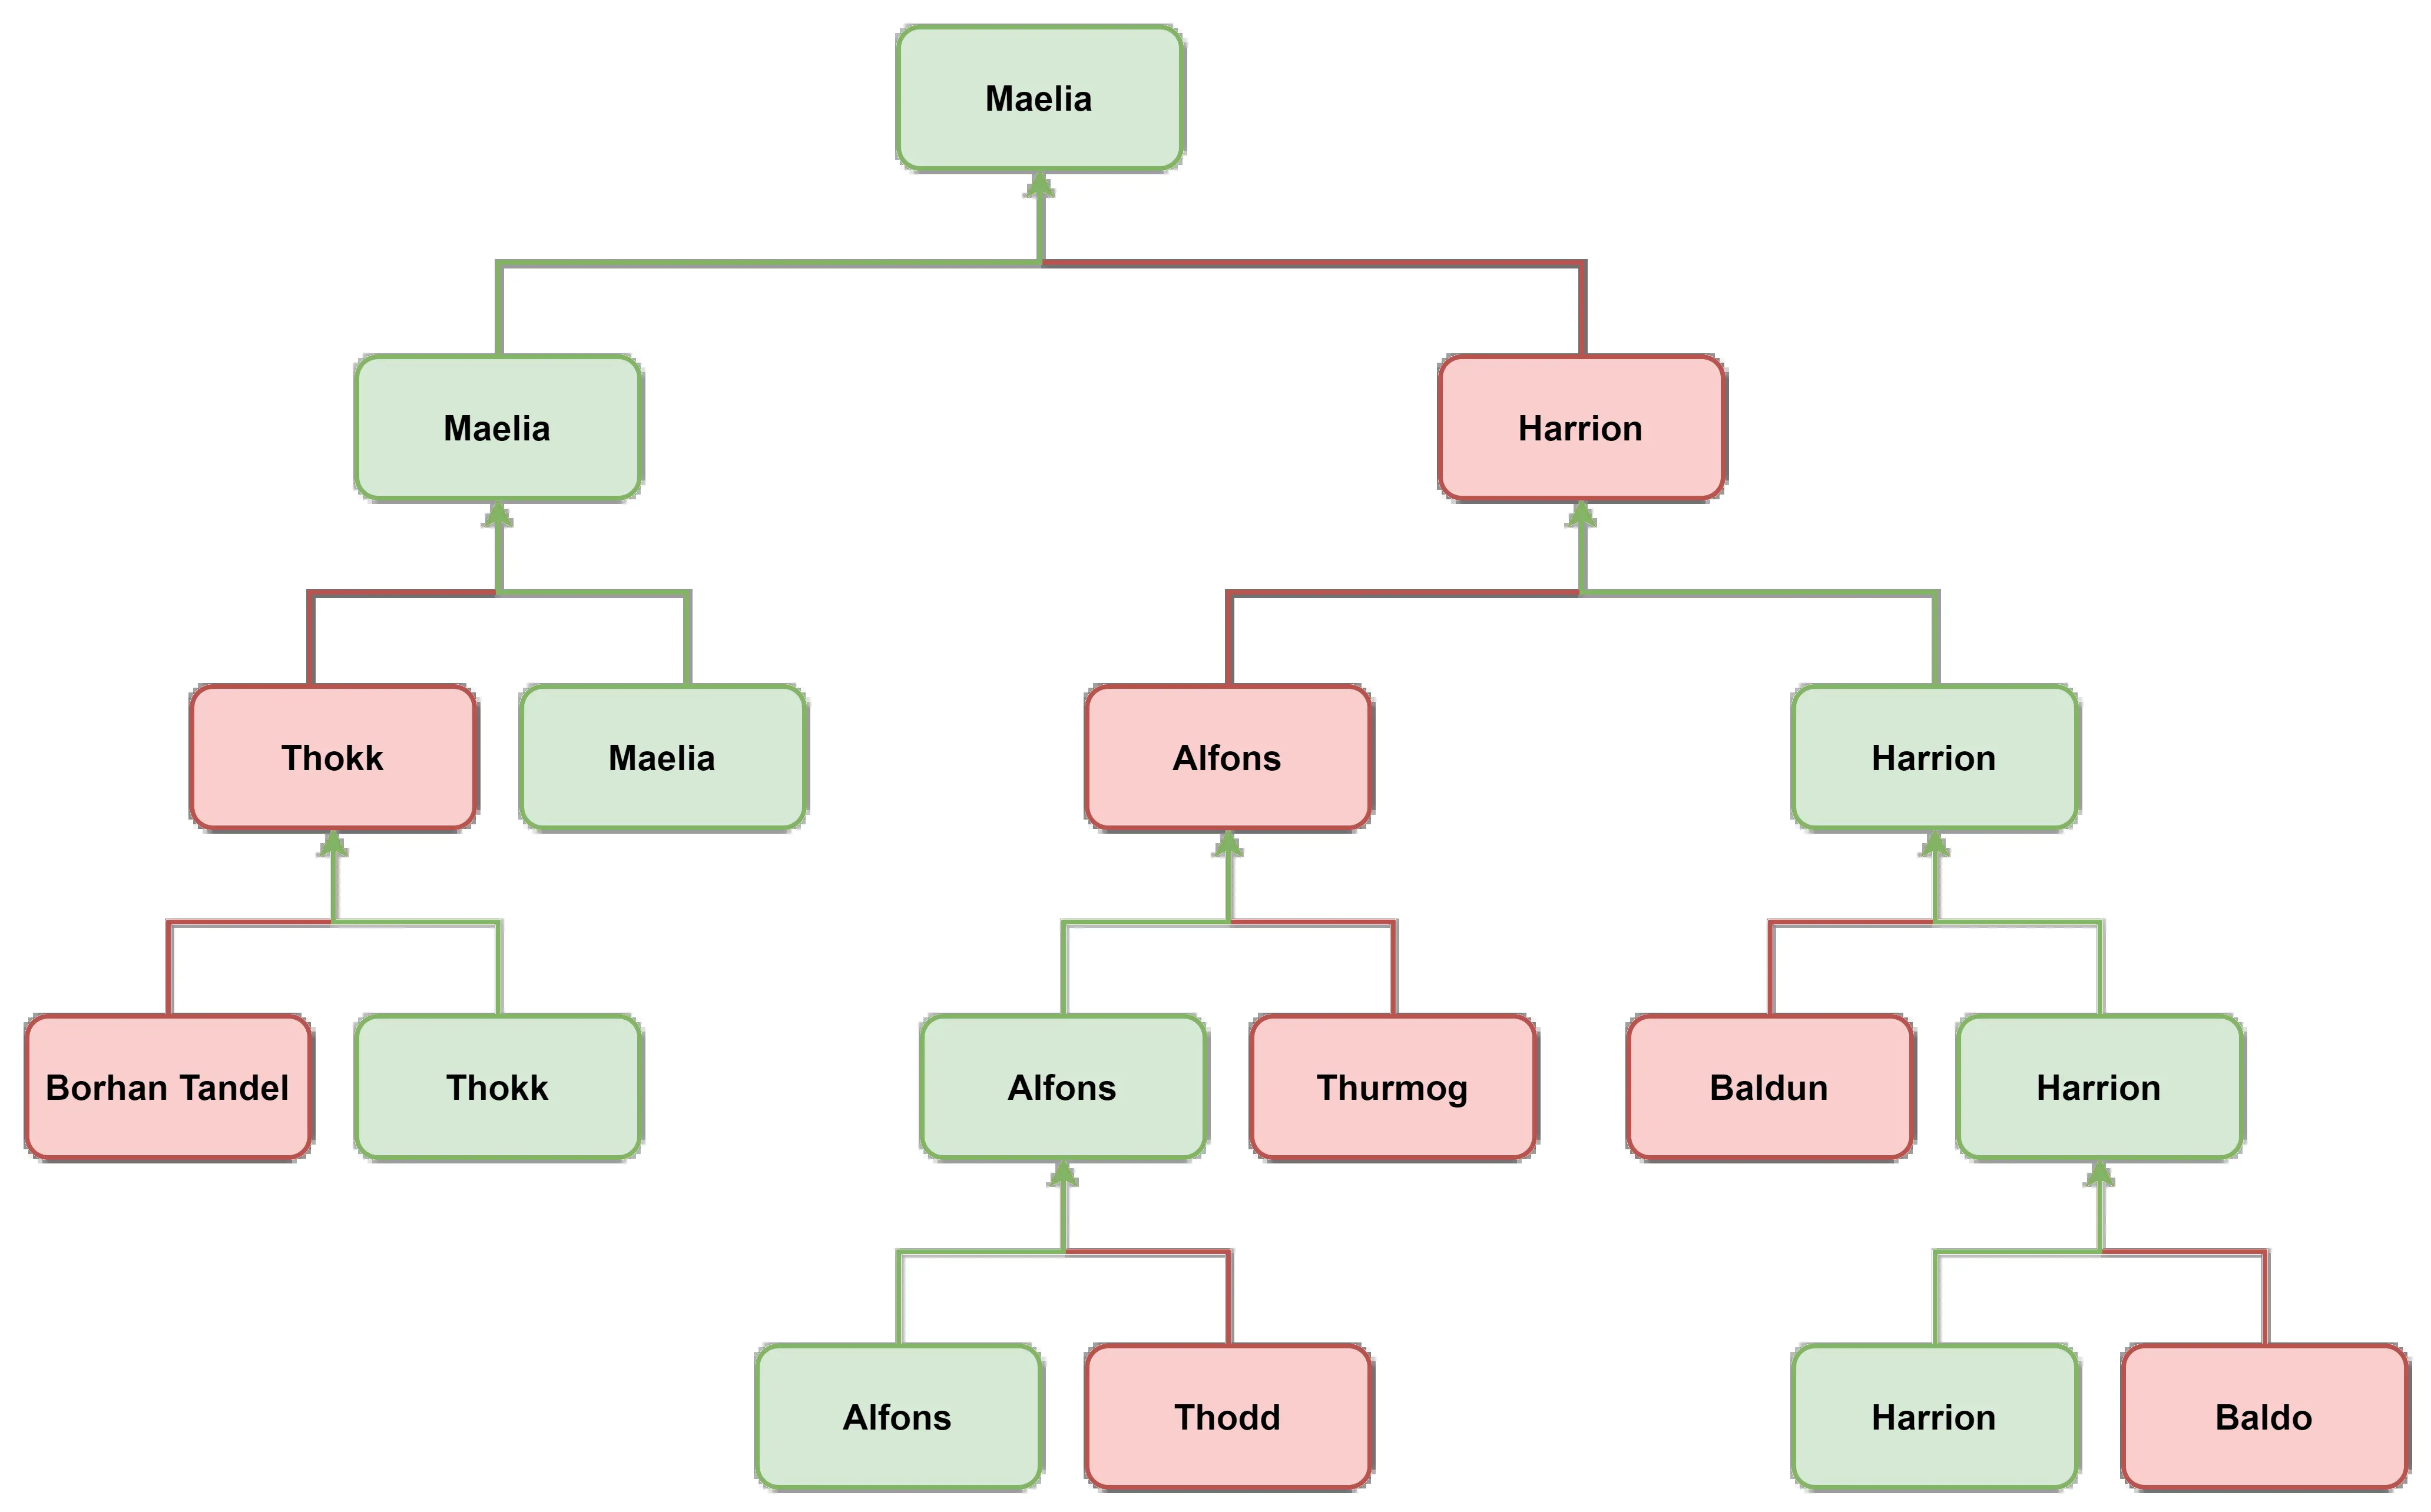 Maelia
Maelia
Harrion
Thokk
Maelia
Alfons
Harrion
Borhan Tandel
Thokk
Alfons
Thurmog
Baldun
Harrion
Alfons
Thodd
Harrion
Baldo